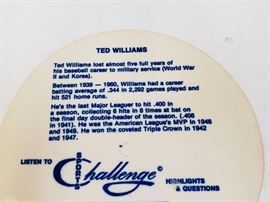 TED WILLIAMS
Ted Williams lost almost five full years of
his baseball career to military service (World War
II and Korea).
Between 1939 - 1960, Williams had a career
batting average of .344 in 2,292 games played and
hit 521 home runs.
He's the last Major Leaguer to hit .400 in
a season, collecting 6 hits in 8 times at bat on
the final day double-header of the season. (.406
in 1941). He was the American League's MVP in 1946
and 1949. He won the coveted Triple Crown in 1942
and 1947.
LISTEN TO SPORTS Challenge © HIGHLIGHTS
& QUESTIONS